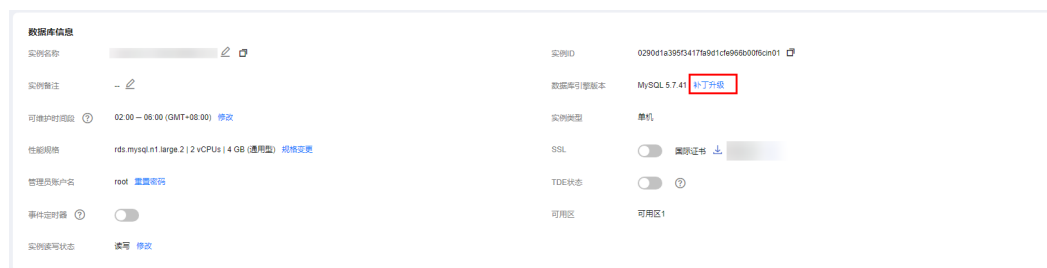 数据库信息
实例名称
实例ID 0290d1a395f3417fa9d1cfe966b00f6cin01
实例备注 --
数据库引擎版本 MySQL 5.7.41 补丁升级
可维护时间段 02:00 – 06:00 (GMT+08:00) 修改
实例类型 单机
性能规格 rds.mysql.n1.large.2 | 2 vCPUs | 4 GB (通用型) 规格变更
SSL 国际证书
管理员账户名 root 重置密码
TDE状态
事件定时器
可用区 可用区1
实例读写状态 读写 修改